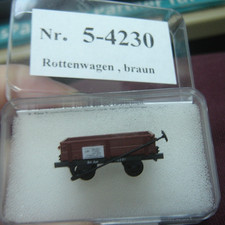 Nr. 5-4230
Rottenwagen , braun